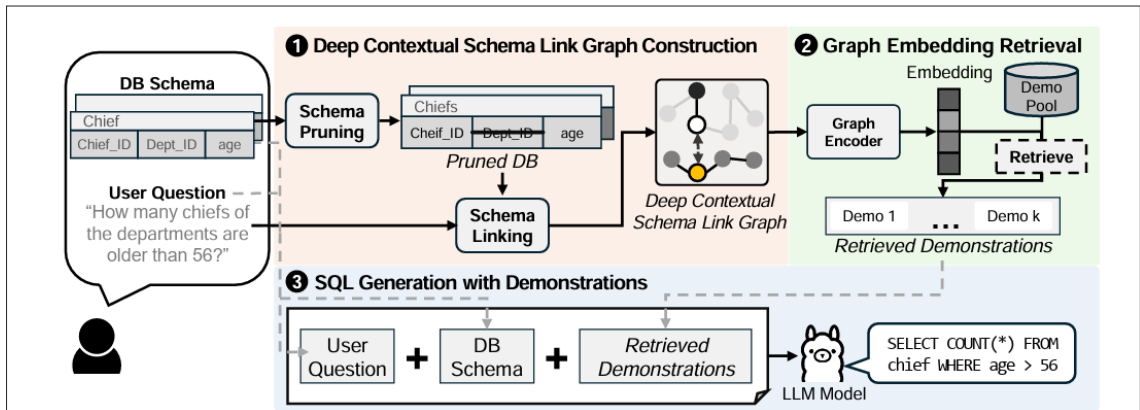 DB Schema
Chief
Chief_ID Dept_ID age
User Question
“How many chiefs of
the departments are
older than 56?”
❶ Deep Contextual Schema Link Graph Construction
Schema
Pruning
Chiefs
Cheif_ID Dept_ID age
Pruned DB
Schema
Linking
Deep Contextual
Schema Link Graph
❷ Graph Embedding Retrieval
Embedding
Demo
Pool
Graph
Encoder
Retrieve
Demo 1 ... Demo k
Retrieved Demonstrations
❸ SQL Generation with Demonstrations
User
Question
+
DB
Schema
+
Retrieved
Demonstrations
LLM Model
SELECT COUNT(*) FROM
chief WHERE age > 56